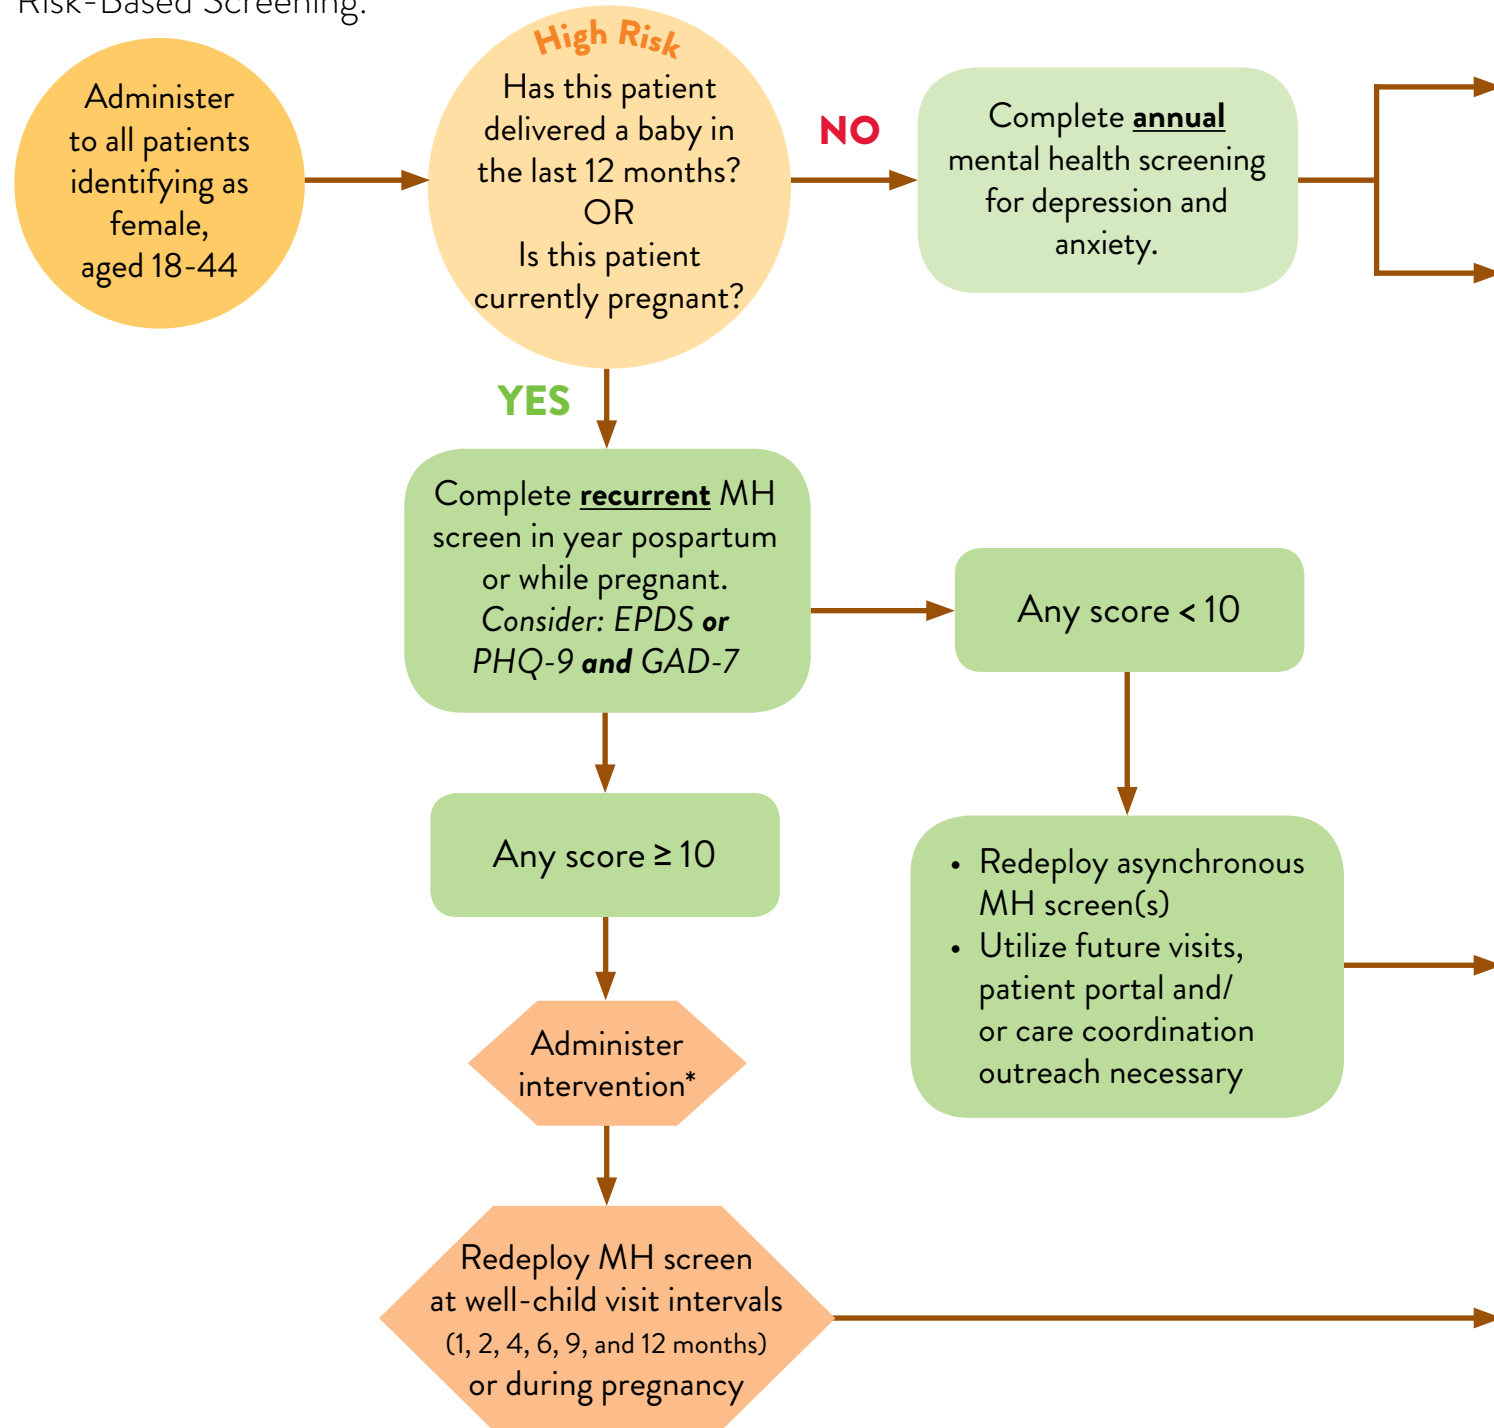 Risk-Based Screening:
Administer
to all patients
identifying as
female,
aged 18-44
High Risk
Has this patient
delivered a baby in
the last 12 months?
OR
Is this patient
currently pregnant?
NO
Complete annual
mental health screening
for depression and
anxiety.
YES
Complete recurrent MH
screen in year pospartum
or while pregnant.
Consider: EPDS or
PHQ-9 and GAD-7
Any score < 10
Any score ≥ 10
• Redeploy asynchronous
MH screen(s)
• Utilize future visits,
patient portal and/
or care coordination
outreach necessary
Administer
intervention*
Redeploy MH screen
at well-child visit intervals
(1, 2, 4, 6, 9, and 12 months)
or during pregnancy